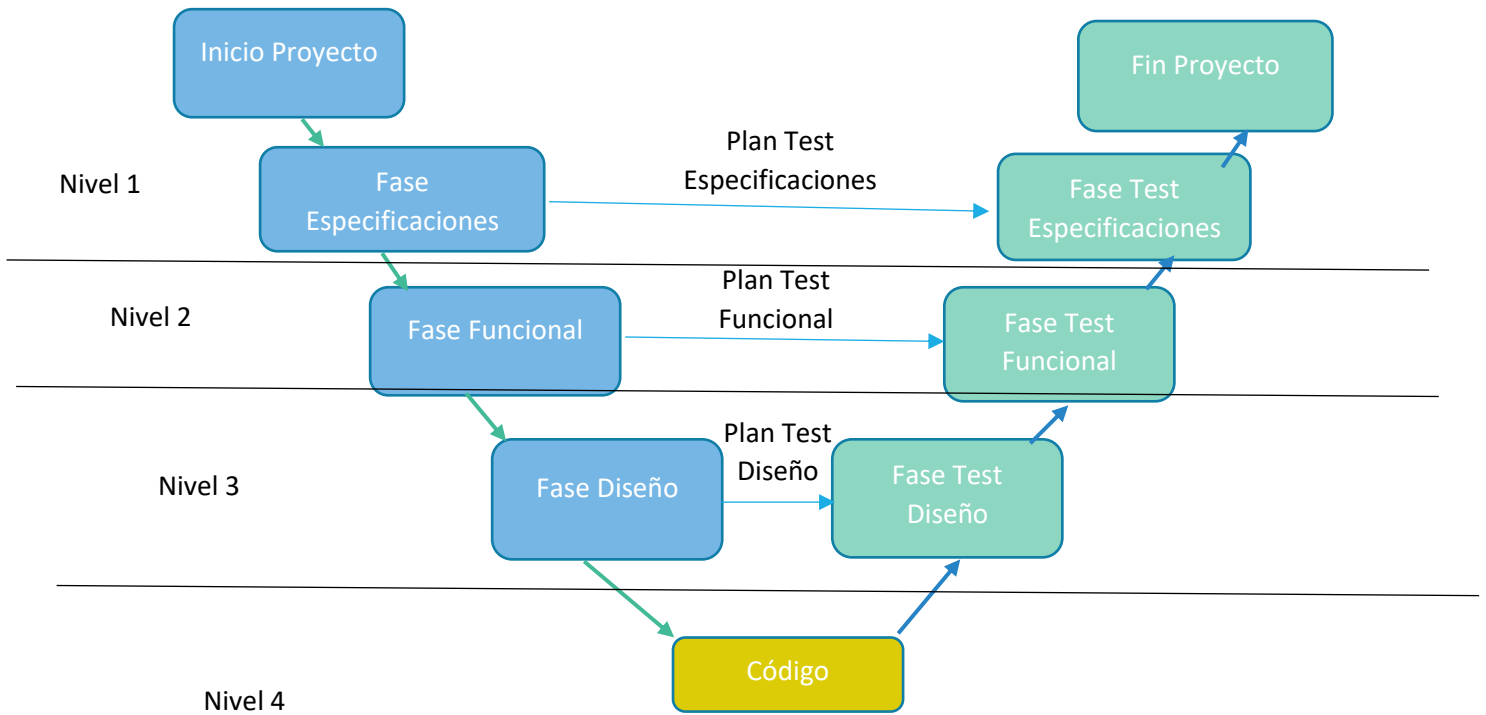 Inicio Proyecto
Fin Proyecto
Nivel 1
Fase
Especificaciones
Plan Test
Especificaciones
Fase Test
Especificaciones
Nivel 2
Fase Funcional
Plan Test
Funcional
Fase Test
Funcional
Nivel 3
Fase Diseño
Plan Test
Diseño
Fase Test
Diseño
Código
Nivel 4